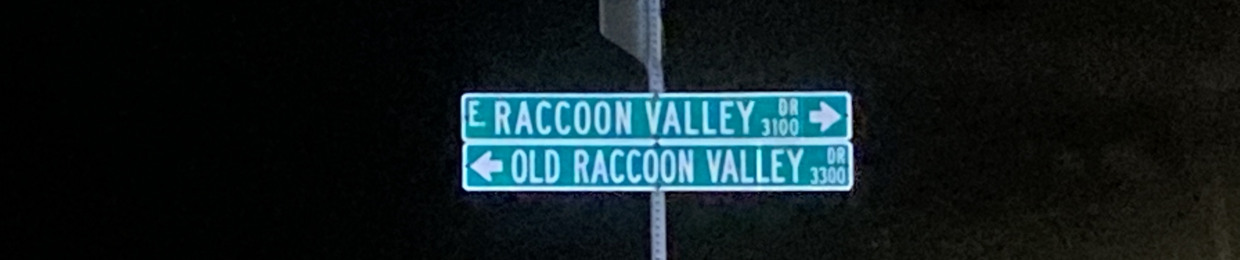 E RACCOON VALLEY DR 3100
OLD RACCOON VALLEY DR 3300